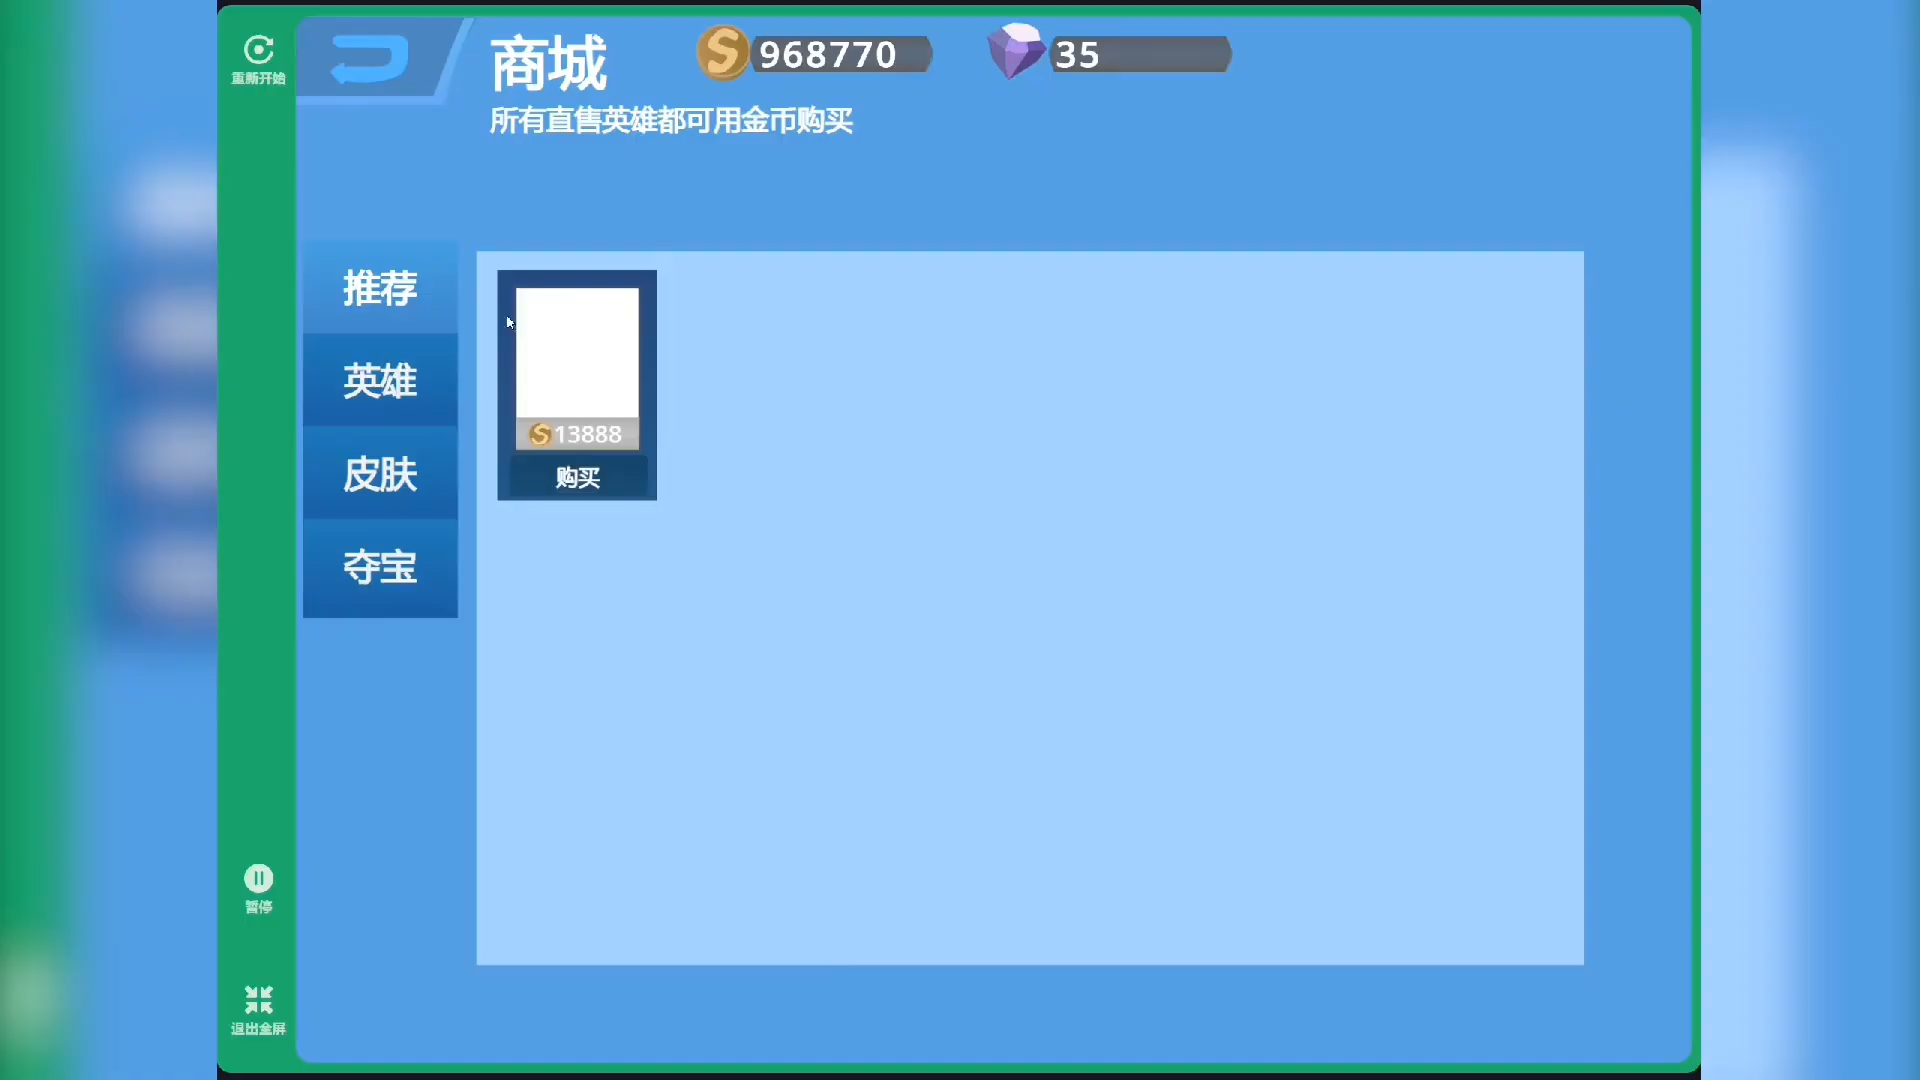 重新开始
商城
968770
35
所有直售英雄都可用金币购买
推荐
英雄
皮肤
夺宝
13888
购买
暂停
退出全屏